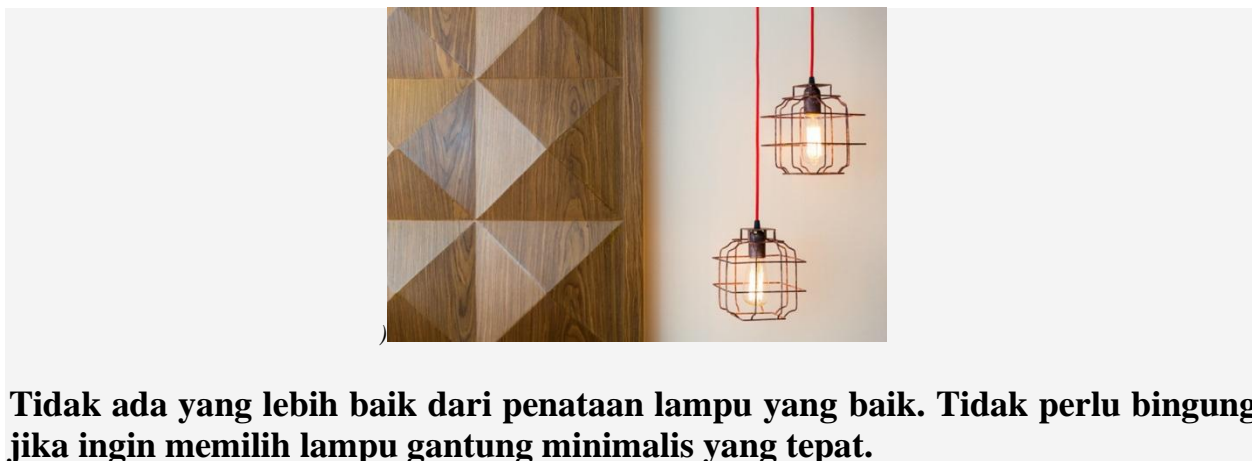 )
Tidak ada yang lebih baik dari penataan lampu yang baik. Tidak perlu bingung
jika ingin memilih lampu gantung minimalis yang tepat.